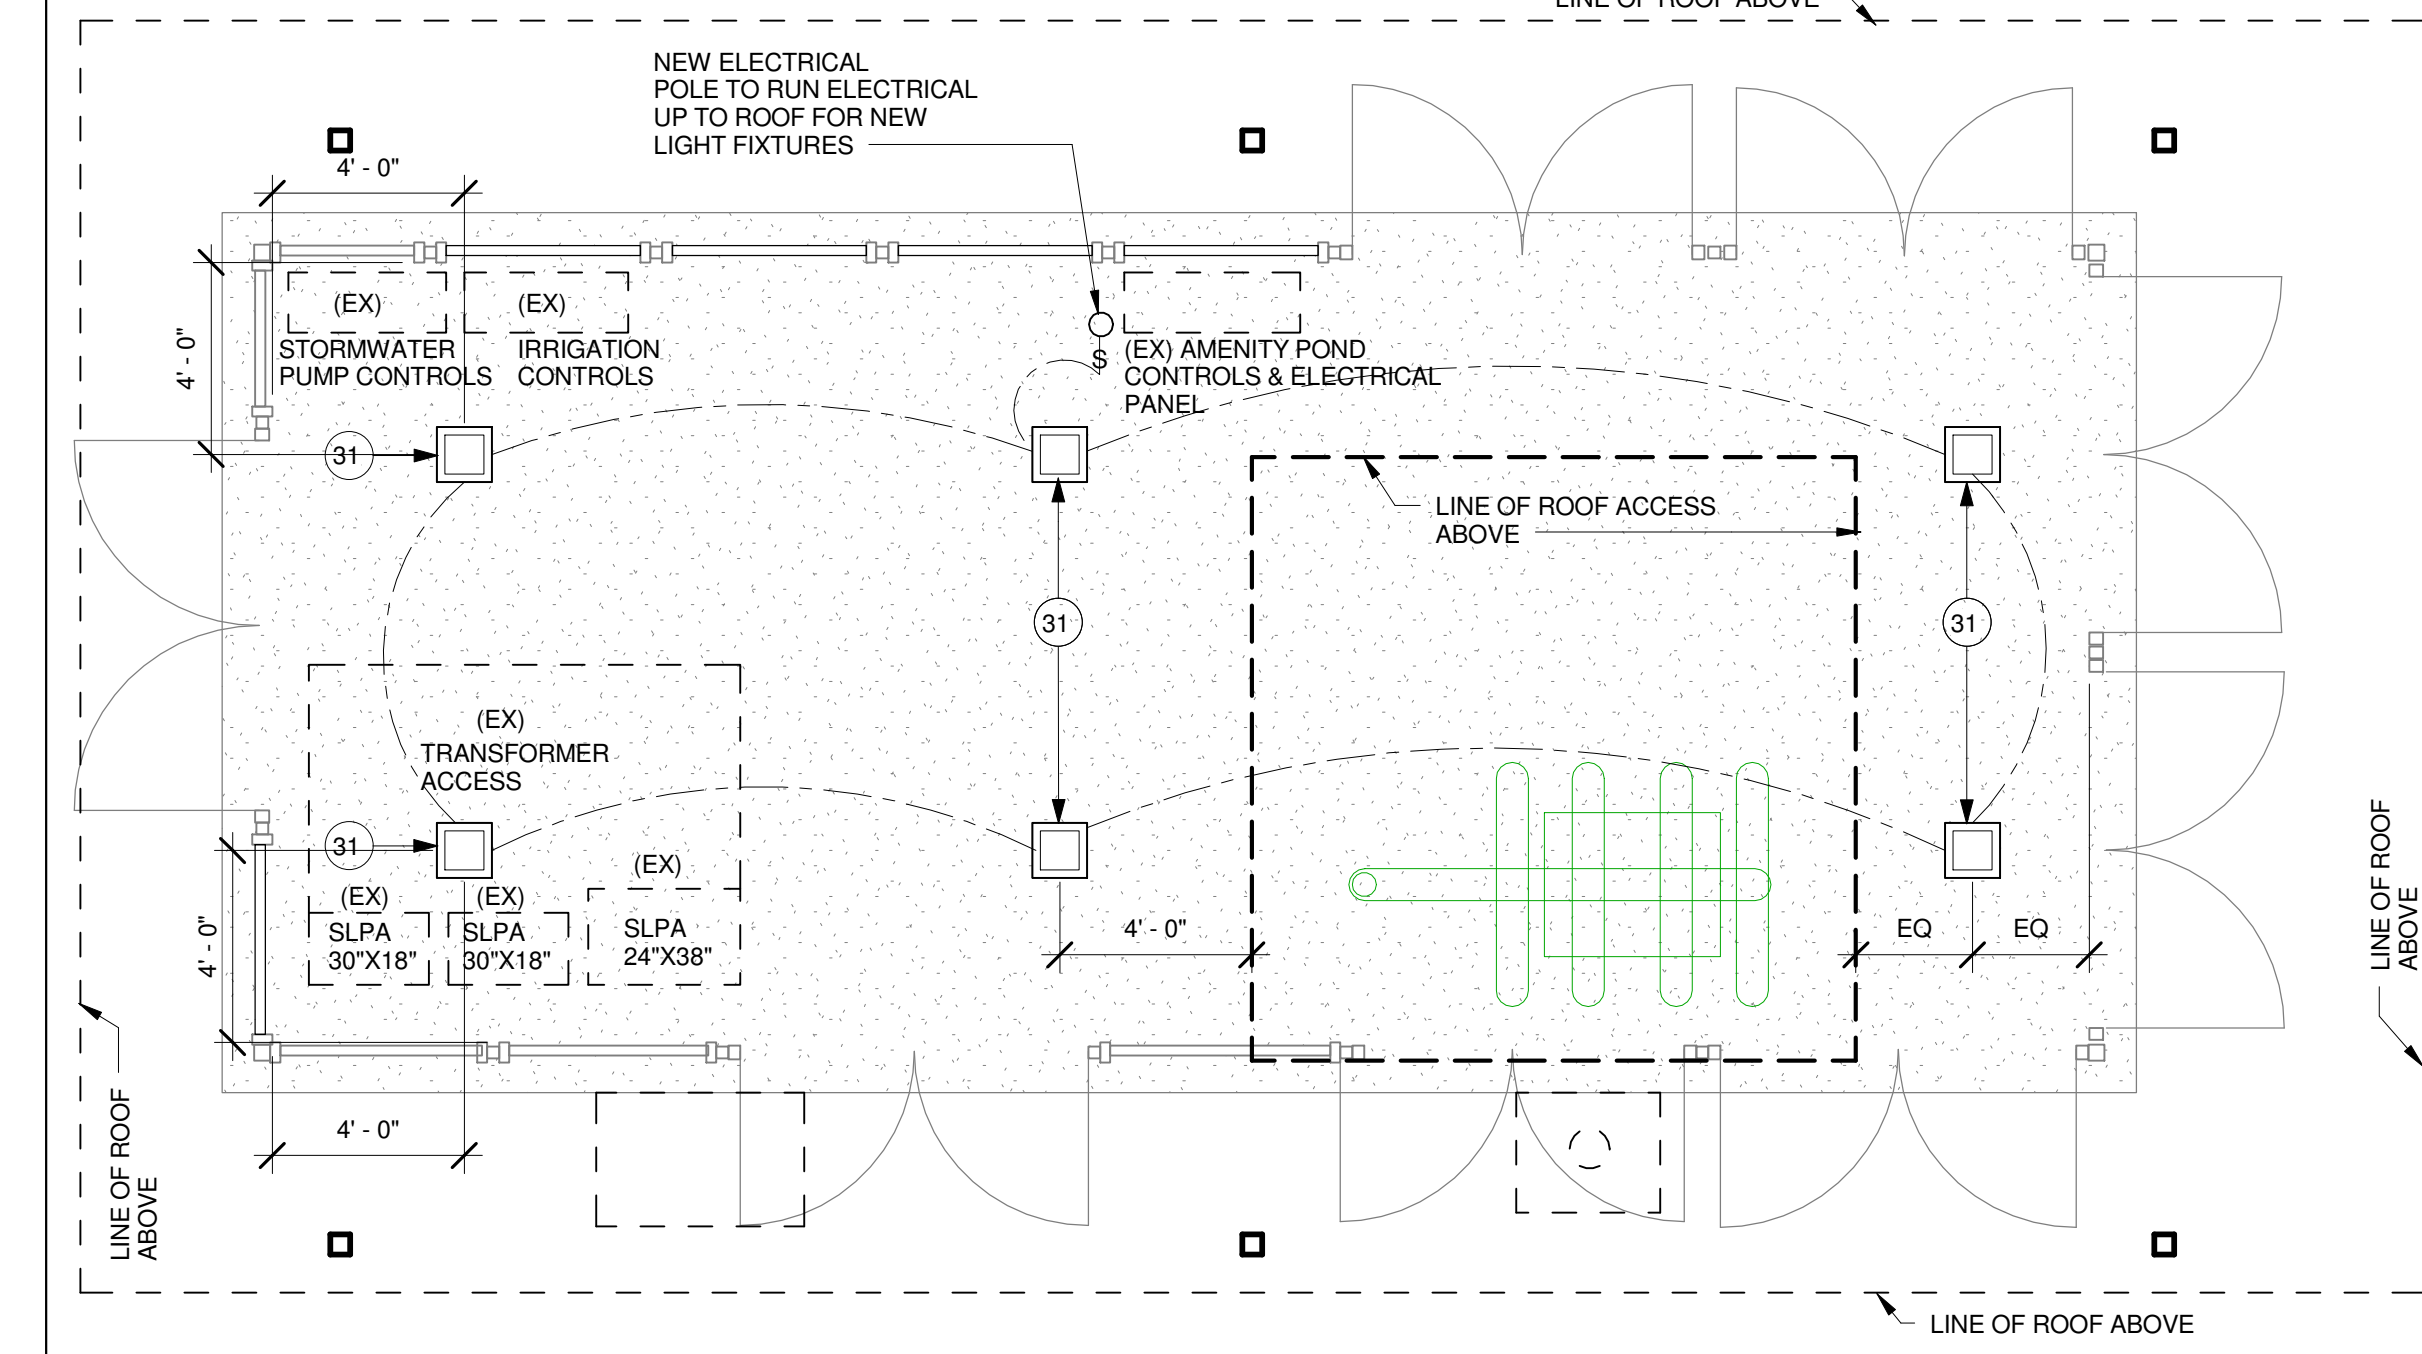 LINE OF ROOF ABOVE
NEW ELECTRICAL
POLE TO RUN ELECTRICAL
UP TO ROOF FOR NEW
LIGHT FIXTURES
4' - 0"
4' - 0"
(EX)
(EX)
STORMWATER
PUMP CONTROLS
IRRIGATION
CONTROLS
S
(EX) AMENITY POND
CONTROLS & ELECTRICAL
PANEL
31
LINE OF ROOF ACCESS
ABOVE
31
31
(EX)
TRANSFORMER
ACCESS
31
(EX)
(EX)
(EX)
SLPA
30"X18"
SLPA
30"X18"
SLPA
24"X38"
4' - 0"
4' - 0"
EQ
EQ
LINE OF ROOF
ABOVE
4' - 0"
LINE OF ROOF
ABOVE
LINE OF ROOF ABOVE